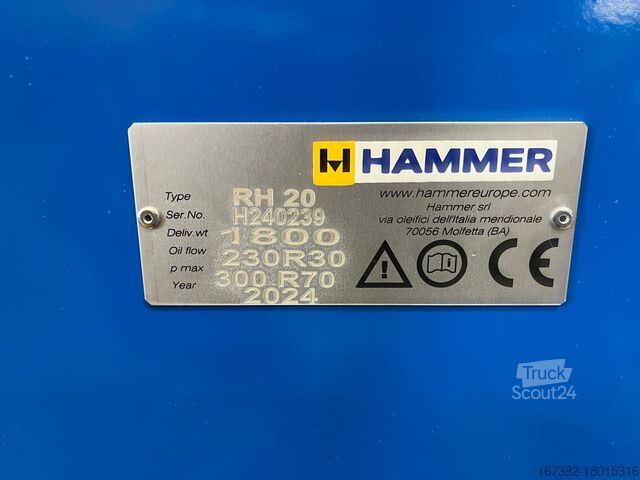 H HAMMER
www.hammereurope.com
Hammer srl
via oleifici dell'Italia meridionale
70056 Molfetta (BA)
Type RH 20
Ser.No. H240239
Deliv.wt 1800
Oil flow 230R30
p max 300 R70
Year 2024
CE
Truck
Scout24
167382-18015316